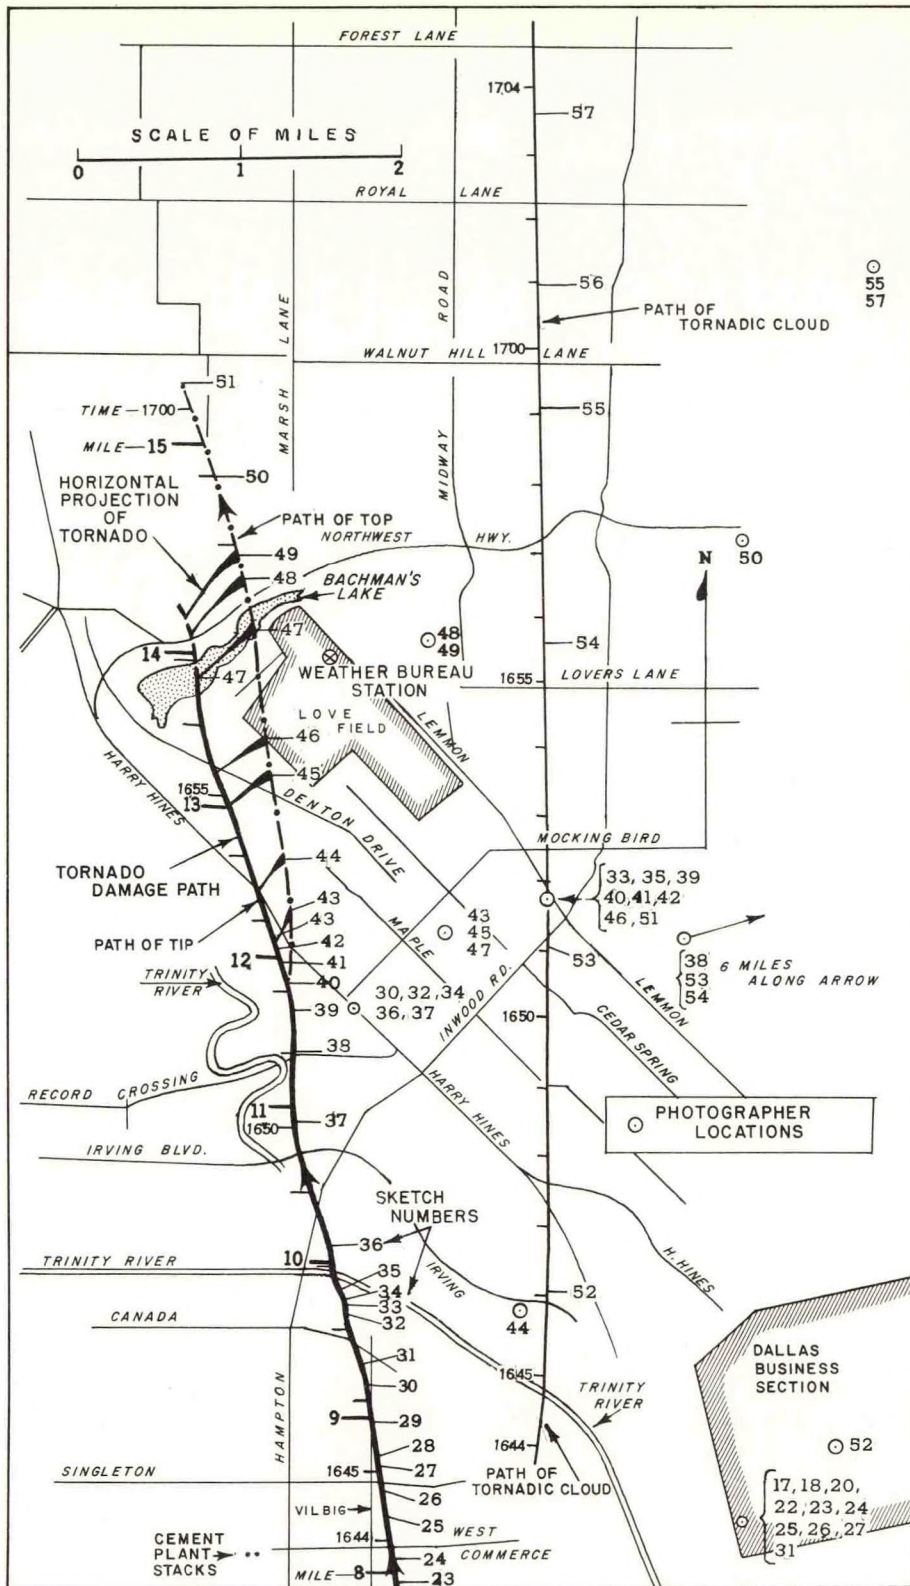 FOREST LANE
1704
57
SCALE OF MILES
0 1 2
ROYAL LANE
MARSH LANE
MIDWAY ROAD
56
55
57
PATH OF
TORNADIC CLOUD
WALNUT HILL LANE
1700
51
TIME—1700
55
MILE—15
50
HORIZONTAL
PROJECTION
OF
TORNADO
PATH OF TOP
NORTHWEST HWY.
50
N
49
48
BACHMAN'S
LAKE
47
48
49
54
14
47
WEATHER BUREAU
STATION
LOVERS LANE
1655
LOVE
FIELD
LEMMON
46
45
HARRY HINES
1655
13
DENTON DRIVE
MOCKING BIRD
TORNADO
DAMAGE PATH
44
33, 35, 39
40, 41, 42
46, 51
43
43
MAPLE
43
45
47
PATH OF TIP
42
41
12
53
38
53
54
6 MILES
ALONG ARROW
TRINITY
RIVER
40
39
30, 32, 34
36, 37
INWOOD RD.
1650
LEMMON
CEDAR SPRING
38
HARRY HINES
RECORD CROSSING
11
1650
37
PHOTOGRAPHER
LOCATIONS
IRVING BLVD.
SKETCH
NUMBERS
36
TRINITY RIVER
10
35
34
33
32
IRVING
H. HINES
52
44
CANADA
31
30
1645
DALLAS
BUSINESS
SECTION
TRINITY
RIVER
HAMPTON
9
29
28
1644
52
SINGLETON
1645
27
PATH OF
TORNADIC CLOUD
26
VILBIG
25
17, 18, 20,
22, 23, 24
25, 26, 27
31
CEMENT
PLANT
STACKS
1644
WEST
COMMERCE
24
MILE—8
23